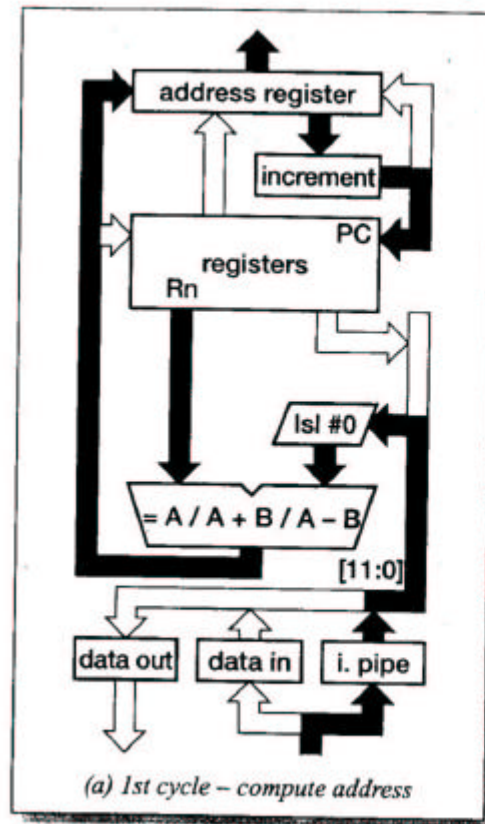 address register
increment
PC
registers
Rn
lsl #0
= A / A + B / A – B
[11:0]
data out
data in
i. pipe
(a) 1st cycle – compute address